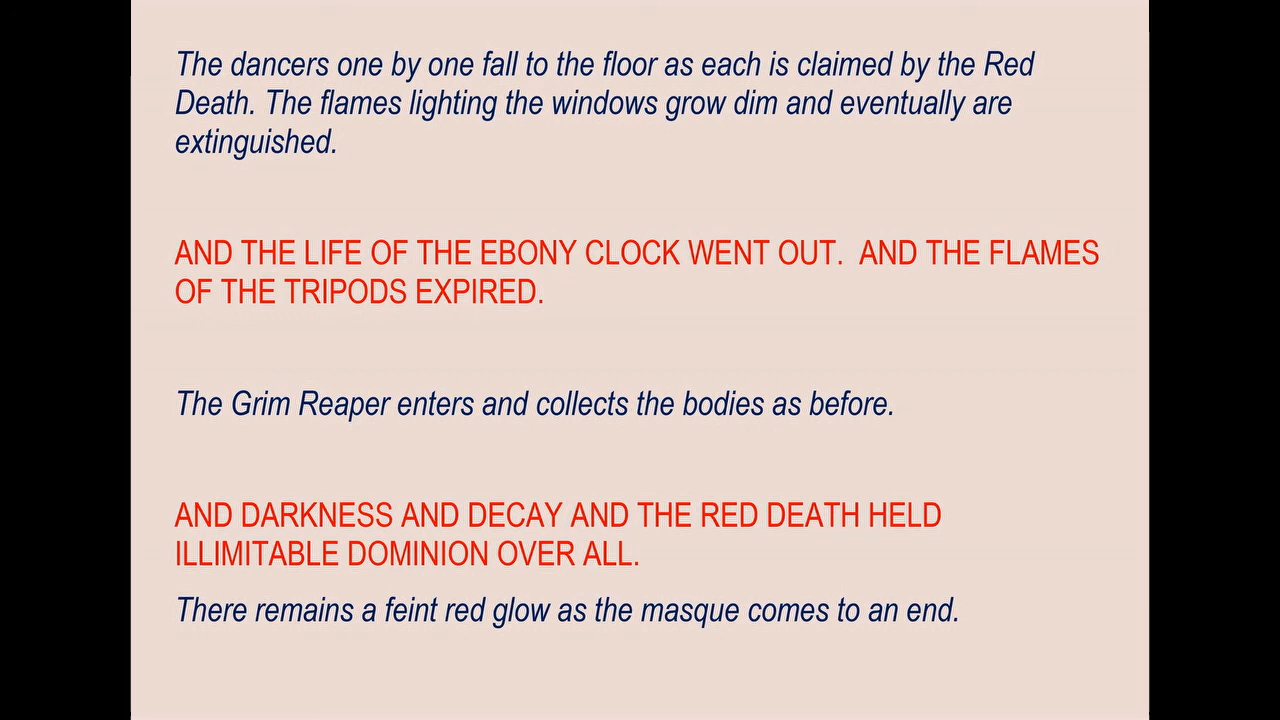 The dancers one by one fall to the floor as each is claimed by the Red
Death. The flames lighting the windows grow dim and eventually are
extinguished.
AND THE LIFE OF THE EBONY CLOCK WENT OUT.  AND THE FLAMES
OF THE TRIPODS EXPIRED.
The Grim Reaper enters and collects the bodies as before.
AND DARKNESS AND DECAY AND THE RED DEATH HELD
ILLIMITABLE DOMINION OVER ALL.
There remains a feint red glow as the masque comes to an end.